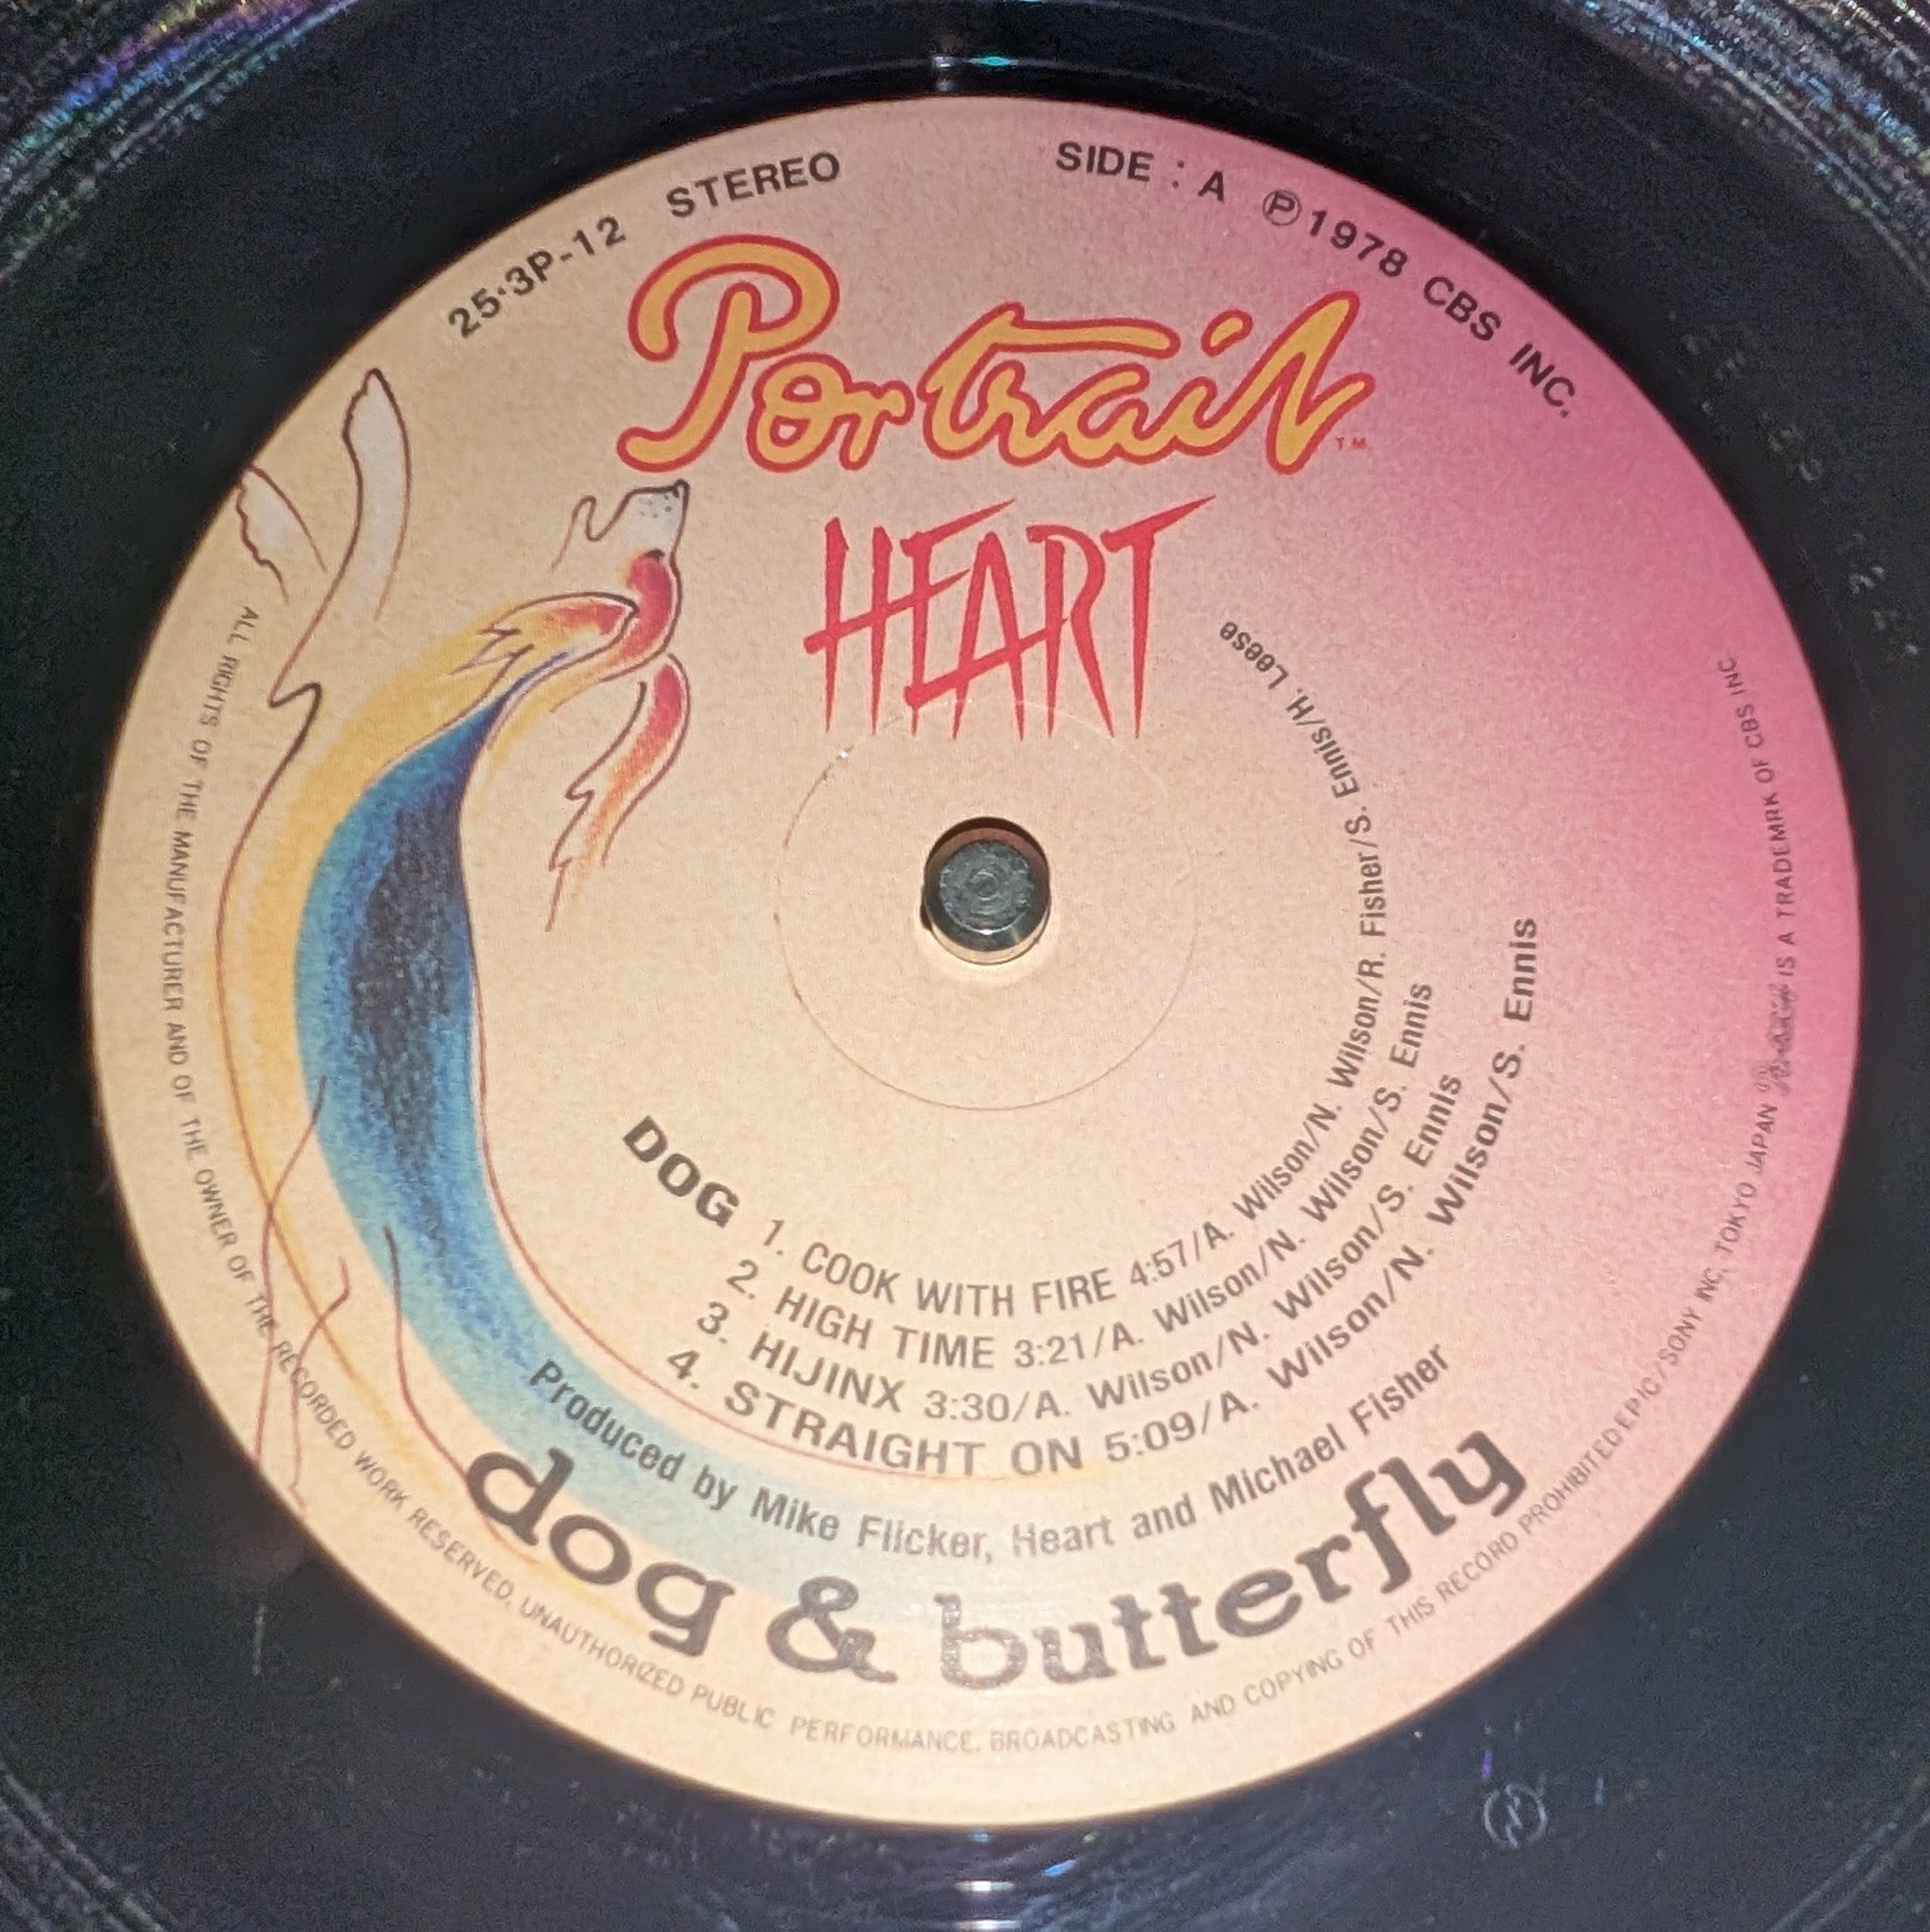 25·3P-12 STEREO
SIDE : A Ⓟ1978 CBS INC.
Portrait™
HEART
DOG
1. COOK WITH FIRE 4:57/A. Wilson/N. Wilson/R. Fisher/S. Ennis/H. Leese
2. HIGH TIME 3:21/A. Wilson/N. Wilson/S. Ennis
3. HIJINX 3:30/A. Wilson/N. Wilson/S. Ennis
4. STRAIGHT ON 5:09/A. Wilson/N. Wilson/S. Ennis
Produced by Mike Flicker, Heart and Michael Fisher
dog & butterfly
ALL RIGHTS OF THE MANUFACTURER AND OF THE OWNER OF THE RECORDED WORK RESERVED, UNAUTHORIZED PUBLIC PERFORMANCE, BROADCASTING AND COPYING OF THIS RECORD PROHIBITED EPIC/SONY INC. TOKYO JAPAN Portrait IS A TRADEMRK OF CBS INC.